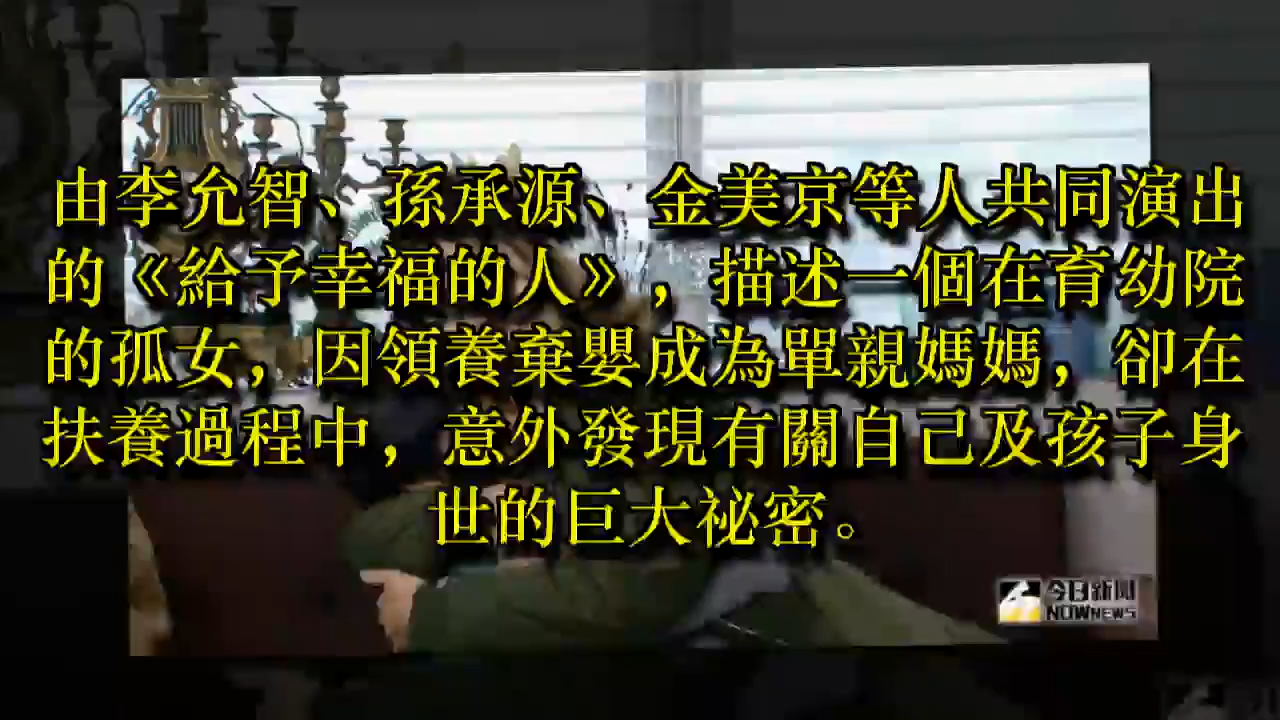 由李允智、孫承源、金美京等人共同演出
的《給予幸福的人》，描述一個在育幼院
的孤女，因領養棄嬰成為單親媽媽，卻在
扶養過程中，意外發現有關自己及孩子身
世的巨大祕密。
今日新聞
NOWNEWS